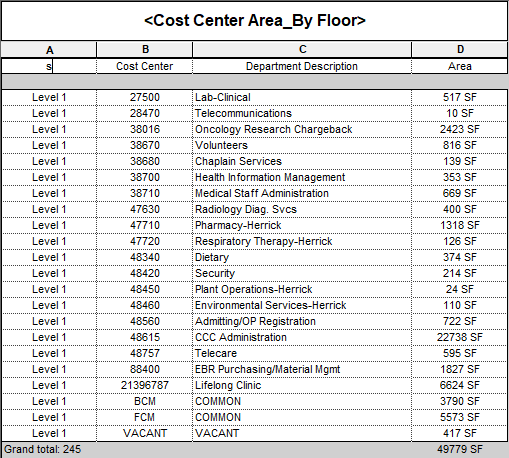 <Cost Center Area_By Floor>
A B C D
s Cost Center Department Description Area
Level 1 27500 Lab-Clinical 517 SF
Level 1 28470 Telecommunications 10 SF
Level 1 38016 Oncology Research Chargeback 2423 SF
Level 1 38670 Volunteers 816 SF
Level 1 38680 Chaplain Services 139 SF
Level 1 38700 Health Information Management 353 SF
Level 1 38710 Medical Staff Administration 669 SF
Level 1 47630 Radiology Diag. Svcs 400 SF
Level 1 47710 Pharmacy-Herrick 1318 SF
Level 1 47720 Respiratory Therapy-Herrick 126 SF
Level 1 48340 Dietary 374 SF
Level 1 48420 Security 214 SF
Level 1 48450 Plant Operations-Herrick 24 SF
Level 1 48460 Environmental Services-Herrick 110 SF
Level 1 48560 Admitting/OP Registration 722 SF
Level 1 48615 CCC Administration 22738 SF
Level 1 48757 Telecare 595 SF
Level 1 88400 EBR Purchasing/Material Mgmt 1827 SF
Level 1 21396787 Lifelong Clinic 6624 SF
Level 1 BCM COMMON 3790 SF
Level 1 FCM COMMON 5573 SF
Level 1 VACANT VACANT 417 SF
Grand total: 245 49779 SF